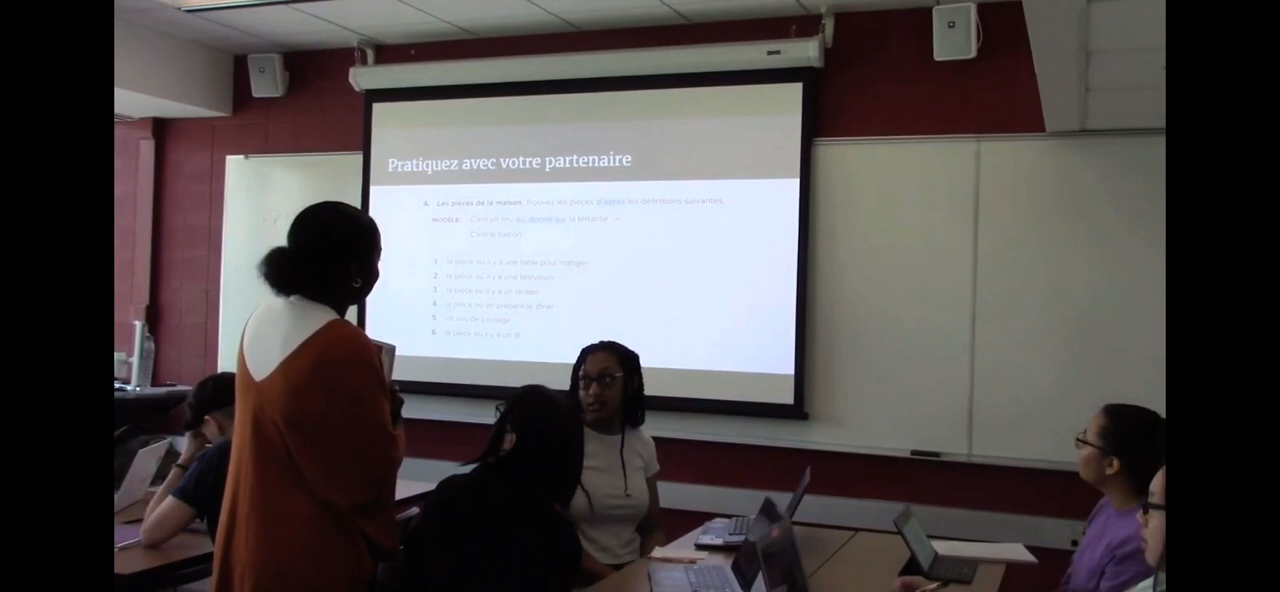 Pratiquez avec votre partenaire
A. Les pièces de la maison. Trouvez les pièces d'après les définitions suivantes.
MODÈLE: C'est un lieu qui donne sur la terrasse. —
C'est le balcon.
1. la pièce où il y a une table pour manger
2. la pièce où il y a une télévision
3. la pièce où il y a un lavabo
4. la pièce où on prépare le dîner
5. un lieu de passage
6. la pièce où il y a un lit